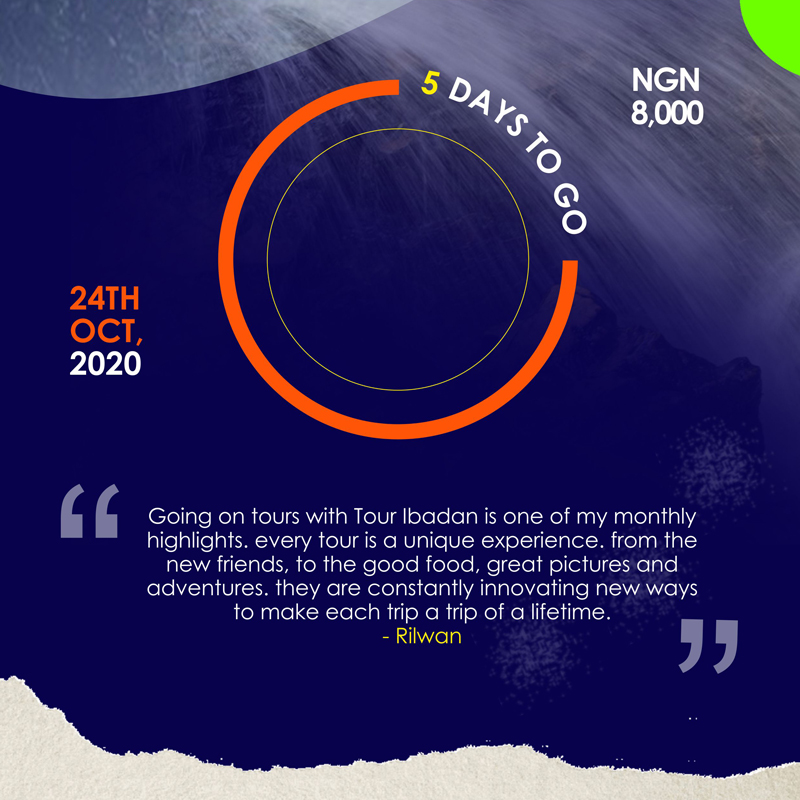 5 DAYS TO GO
NGN
8,000
24TH
OCT,
2020
“
Going on tours with Tour Ibadan is one of my monthly
highlights. every tour is a unique experience. from the
new friends, to the good food, great pictures and
adventures. they are constantly innovating new ways
to make each trip a trip of a lifetime.
- Rilwan
”